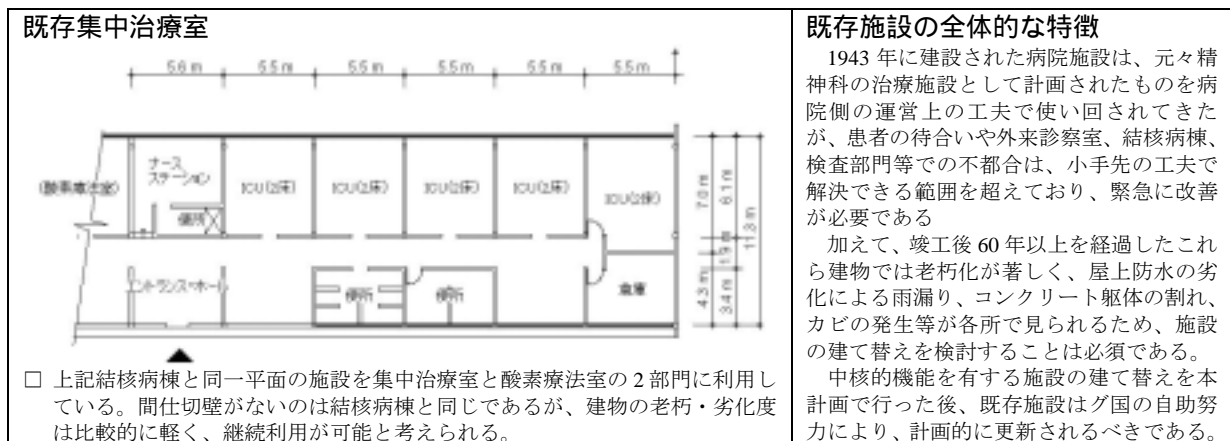 既存集中治療室
5.6 m 5.5 m 5.5 m 5.5 m 5.5 m 5.5 m
(酸素療法室)
ナース
ステーション
便所
ICU(2床) ICU(2床) ICU(2床) ICU(2床) ICU(2床)
7.0 m 6.1 m 11.3 m
1.9 m
4.3 m 3.4 m
エントランス・ホール
便所 便所 倉庫
□ 上記結核病棟と同一平面の施設を集中治療室と酸素療法室の 2 部門に利用し
ている。間仕切壁がないのは結核病棟と同じであるが、建物の老朽・劣化度
は比較的に軽く、継続利用が可能と考えられる。
既存施設の全体的な特徴
1943 年に建設された病院施設は、元々精
神科の治療施設として計画されたものを病
院側の運営上の工夫で使い回されてきた
が、患者の待合いや外来診察室、結核病棟、
検査部門等での不都合は、小手先の工夫で
解決できる範囲を超えており、緊急に改善
が必要である
加えて、竣工後 60 年以上を経過したこれ
ら建物では老朽化が著しく、屋上防水の劣
化による雨漏り、コンクリート躯体の割れ、
カビの発生等が各所で見られるため、施設
の建て替えを検討することは必須である。
中核的機能を有する施設の建て替えを本
計画で行った後、既存施設はグ国の自助努
力により、計画的に更新されるべきである。